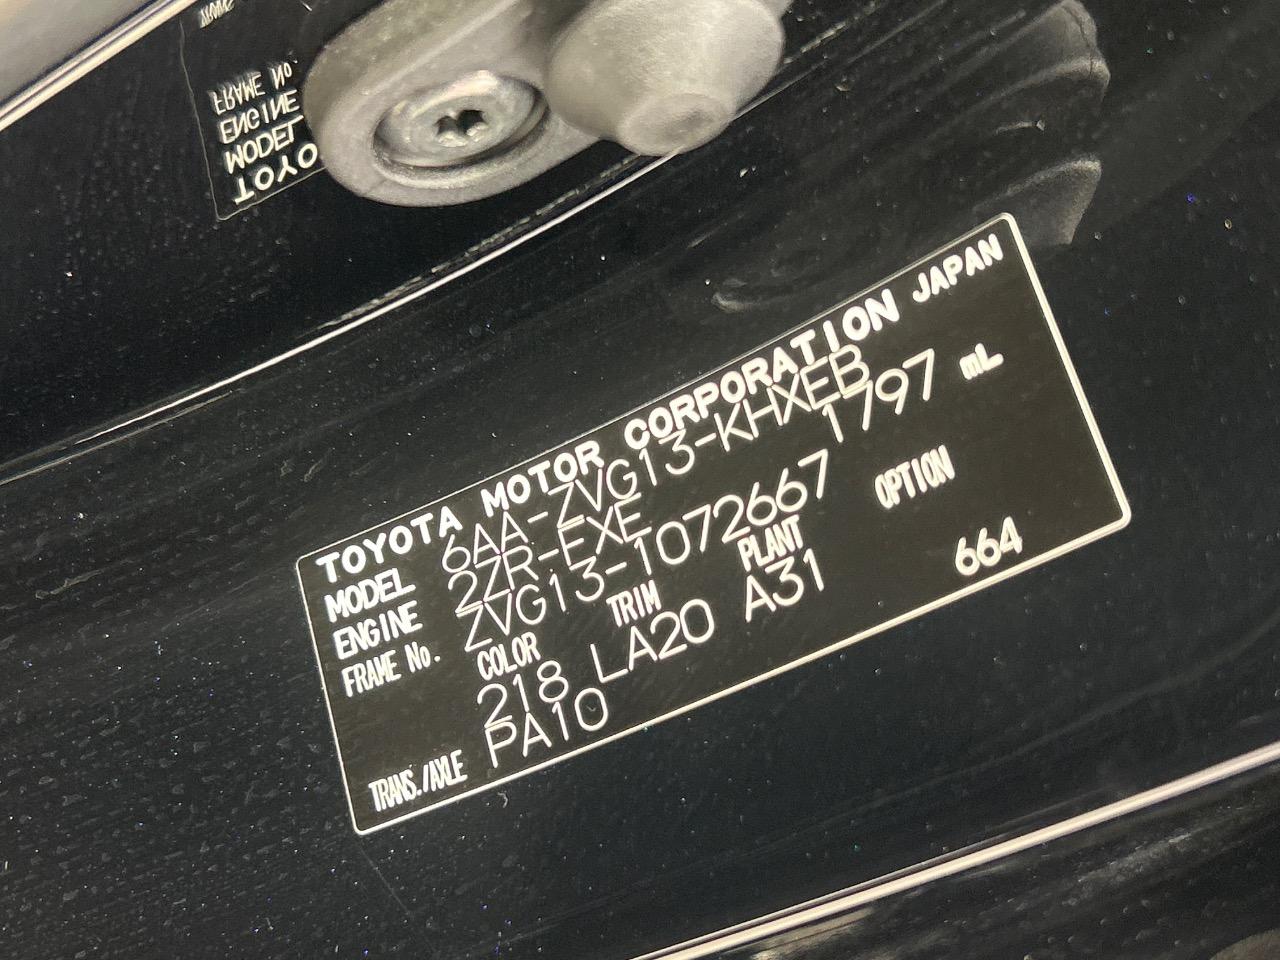 TOYOTA MOTOR CORPORATION JAPAN
MODEL 6AA-ZVG13-KHXEB
ENGINE 2ZR-EXE 1797 mL
FRAME No. ZVG13-1072667
COLOR TRIM PLANT OPTION
218 LA20 A31 664
TRANS./AXLE PA10
FRAME No.
ENGINE
MODEL
TOYO